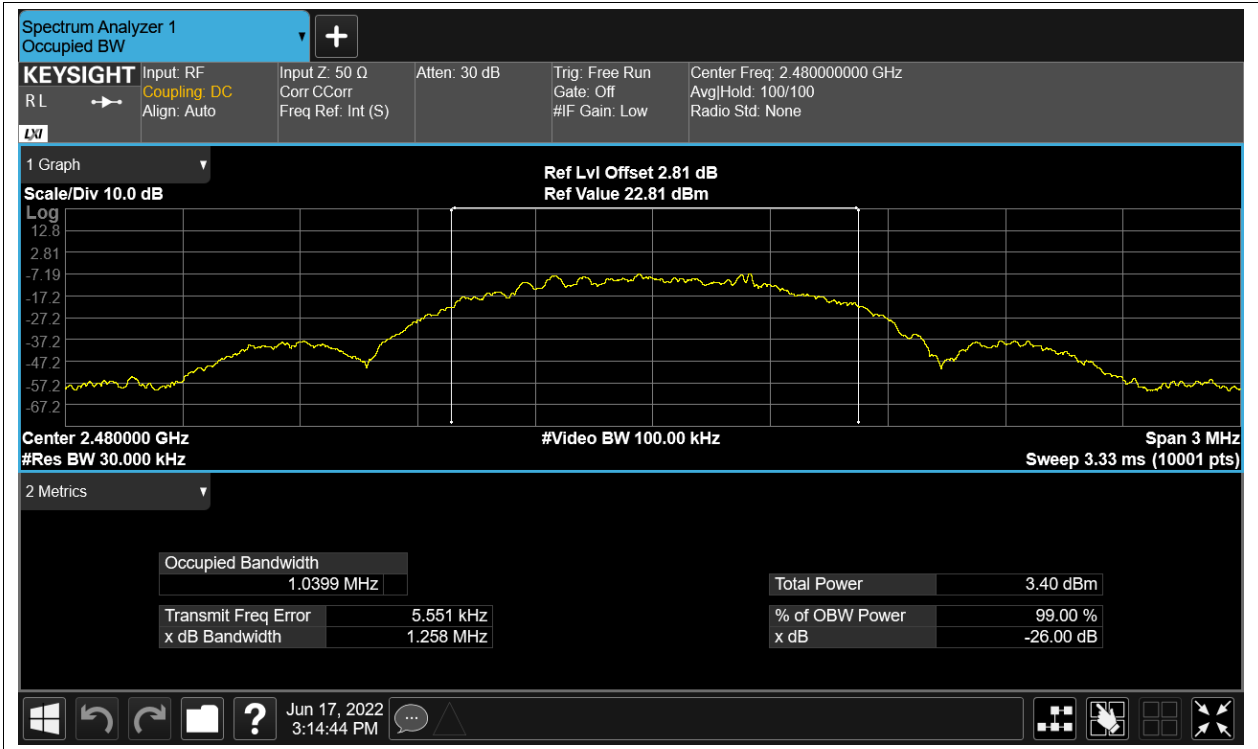 Spectrum Analyzer 1
Occupied BW
KEYSIGHT
R L
LXI
Input: RF
Coupling: DC
Align: Auto
Input Z: 50 Ω
Corr CCorr
Freq Ref: Int (S)
Atten: 30 dB
Trig: Free Run
Gate: Off
#IF Gain: Low
Center Freq: 2.480000000 GHz
Avg|Hold: 100/100
Radio Std: None
1 Graph
Scale/Div 10.0 dB
Ref Lvl Offset 2.81 dB
Ref Value 22.81 dBm
Log
12.8
2.81
-7.19
-17.2
-27.2
-37.2
-47.2
-57.2
-67.2
Center 2.480000 GHz
#Res BW 30.000 kHz
#Video BW 100.00 kHz
Span 3 MHz
Sweep 3.33 ms (10001 pts)
2 Metrics
Occupied Bandwidth
1.0399 MHz
Transmit Freq Error 5.551 kHz
x dB Bandwidth 1.258 MHz
Total Power 3.40 dBm
% of OBW Power 99.00 %
x dB -26.00 dB
?
Jun 17, 2022
3:14:44 PM